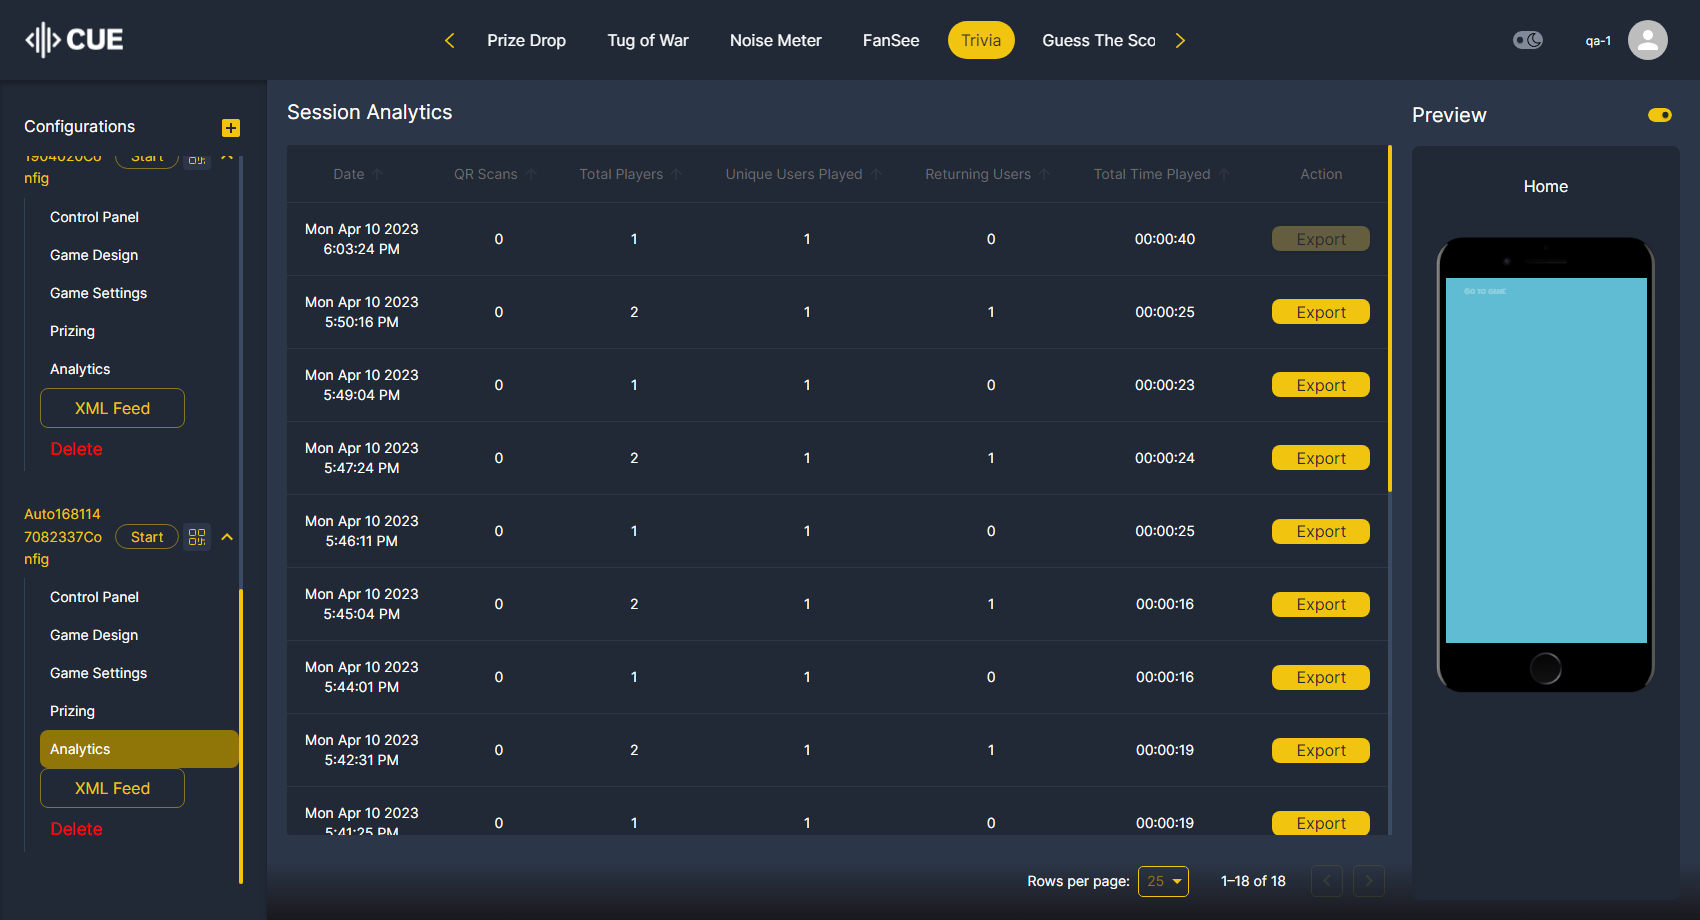 CUE
Prize Drop
Tug of War
Noise Meter
FanSee
Trivia
Guess The Sco
qa-1
Configurations
1904020Co
nfig
Start
Control Panel
Game Design
Game Settings
Prizing
Analytics
XML Feed
Delete
Auto168114
7082337Co
nfig
Start
Control Panel
Game Design
Game Settings
Prizing
Analytics
XML Feed
Delete
Session Analytics
Date QR Scans Total Players Unique Users Played Returning Users Total Time Played Action
Mon Apr 10 2023
6:03:24 PM 0 1 1 0 00:00:40 Export
Mon Apr 10 2023
5:50:16 PM 0 2 1 1 00:00:25 Export
Mon Apr 10 2023
5:49:04 PM 0 1 1 0 00:00:23 Export
Mon Apr 10 2023
5:47:24 PM 0 2 1 1 00:00:24 Export
Mon Apr 10 2023
5:46:11 PM 0 1 1 0 00:00:25 Export
Mon Apr 10 2023
5:45:04 PM 0 2 1 1 00:00:16 Export
Mon Apr 10 2023
5:44:01 PM 0 1 1 0 00:00:16 Export
Mon Apr 10 2023
5:42:31 PM 0 2 1 1 00:00:19 Export
Mon Apr 10 2023
5:41:25 PM 0 1 1 0 00:00:19 Export
Rows per page: 25 1–18 of 18
Preview
Home
GO TO GAME